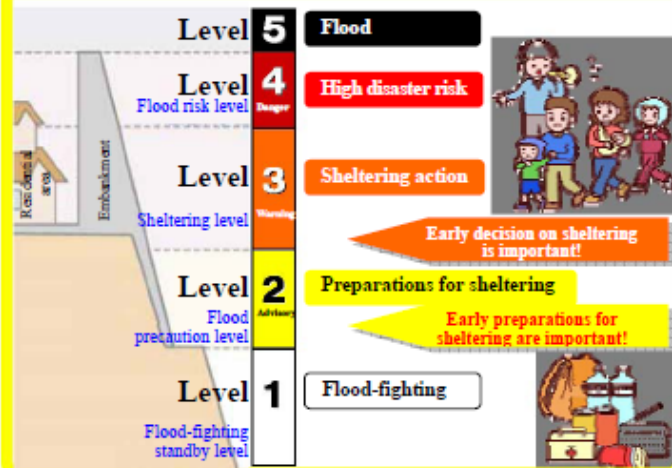 Level 5 Flood
Level 4 High disaster risk
Flood risk level
Danger
Residential
area
Embankment
Level 3 Sheltering action
Sheltering level
Warning
Early decision on sheltering
is important!
Level 2 Preparations for sheltering
Advisory
Flood
precaution level
Early preparations for
sheltering are important!
Level 1 Flood-fighting
Flood-fighting
standby level